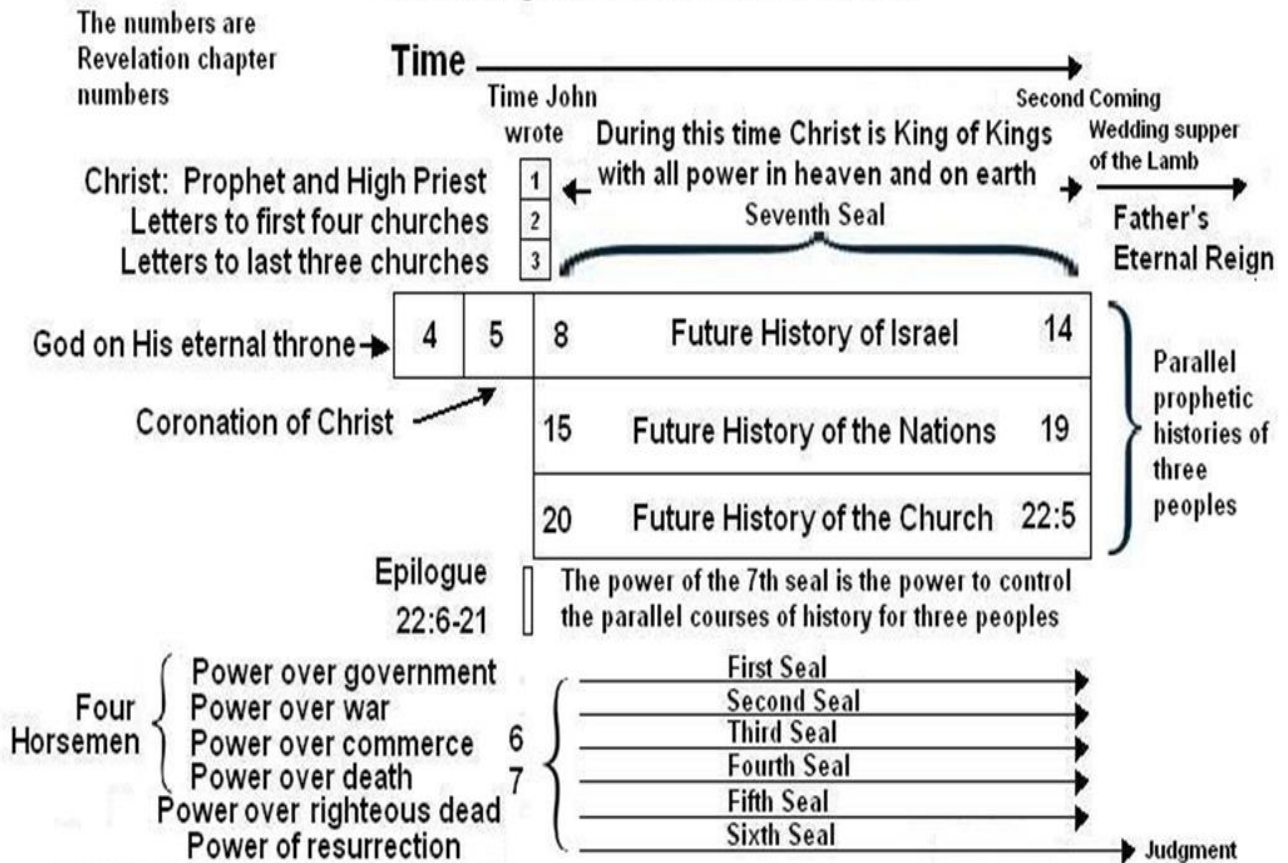 The numbers are
Revelation chapter
numbers
Time
Time John
wrote
During this time Christ is King of Kings
with all power in heaven and on earth
Second Coming
Wedding supper
of the Lamb
Father's
Eternal Reign
Christ: Prophet and High Priest 1
Letters to first four churches 2
Letters to last three churches 3
Seventh Seal
God on His eternal throne 4 5 8 Future History of Israel 14
Coronation of Christ
15 Future History of the Nations 19
20 Future History of the Church 22:5
Parallel
prophetic
histories of
three
peoples
Epilogue
22:6-21
The power of the 7th seal is the power to control
the parallel courses of history for three peoples
Four
Horsemen
Power over government
Power over war
Power over commerce 6
Power over death 7
Power over righteous dead
Power of resurrection
First Seal
Second Seal
Third Seal
Fourth Seal
Fifth Seal
Sixth Seal
Judgment